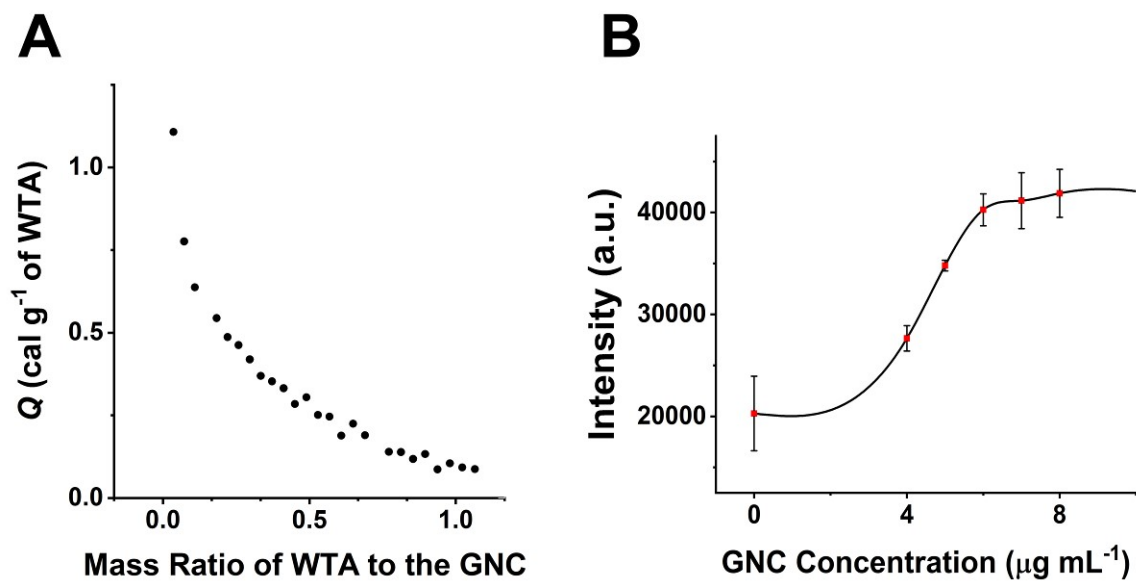 A
Q (cal g⁻¹ of WTA)
1.0
0.5
0.0
0.0 0.5 1.0
Mass Ratio of WTA to the GNC
B
Intensity (a.u.)
40000
30000
20000
0 4 8
GNC Concentration (μg mL⁻¹)